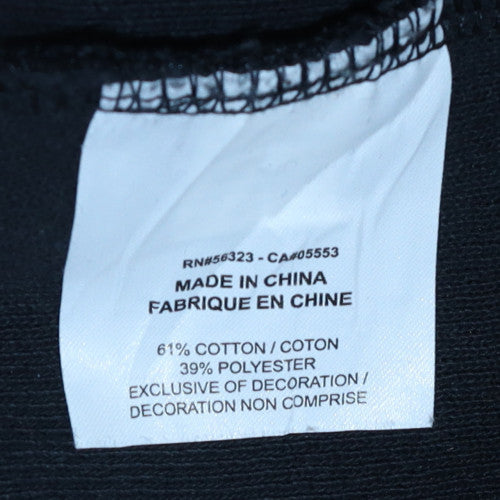 RN#56323 - CA#05553
MADE IN CHINA
FABRIQUE EN CHINE
61% COTTON / COTON
39% POLYESTER
EXCLUSIVE OF DECORATION /
DECORATION NON COMPRISE